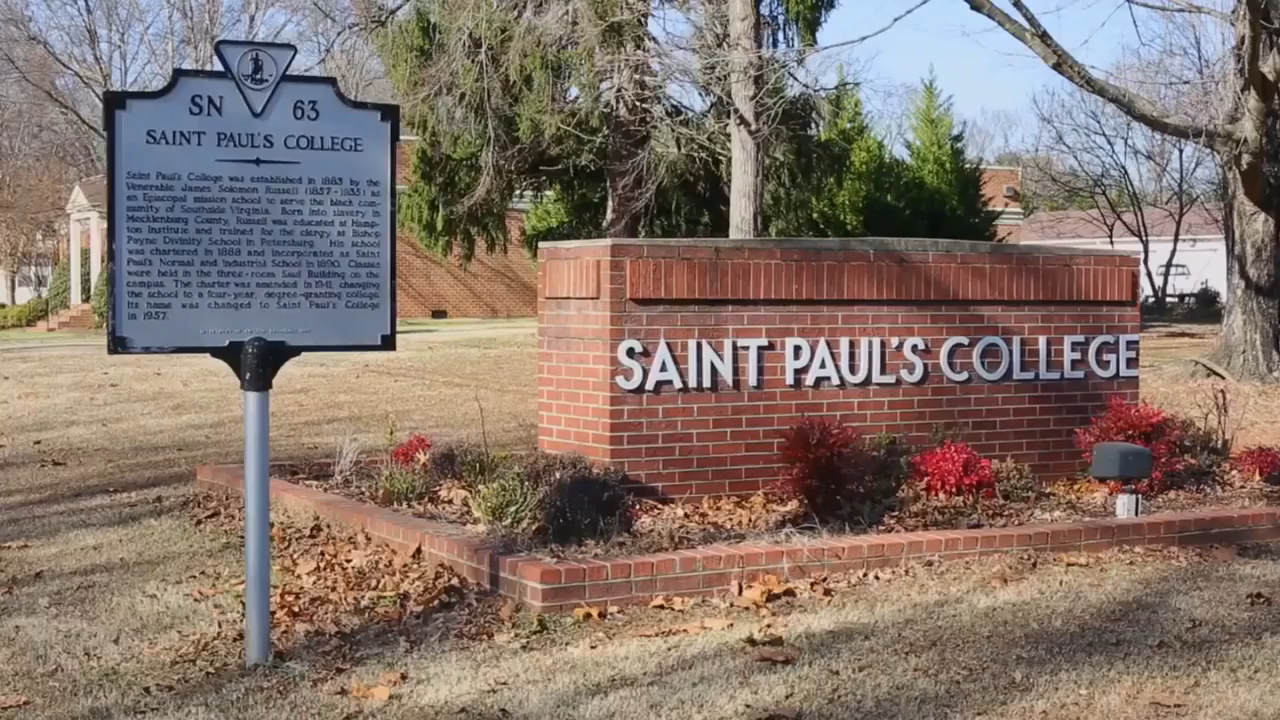 SN 63
SAINT PAUL'S COLLEGE
Saint Paul's College was established in 1883 by the
Venerable James Solomon Russell (1857-1935) as
an Episcopal mission school to serve the black com-
munity of Southside Virginia. Born into slavery in
Mecklenburg County, Russell was educated at Hamp-
ton Institute and trained for the clergy at Bishop
Payne Divinity School in Petersburg. His school
was chartered in 1888 and incorporated as Saint
Paul's Normal and Industrial School in 1890. Classes
were held in the three-room Saul Building on the
campus. The charter was amended in 1941, changing
the school to a four-year, degree-granting college.
Its name was changed to Saint Paul's College
in 1957.
SAINT PAUL'S COLLEGE